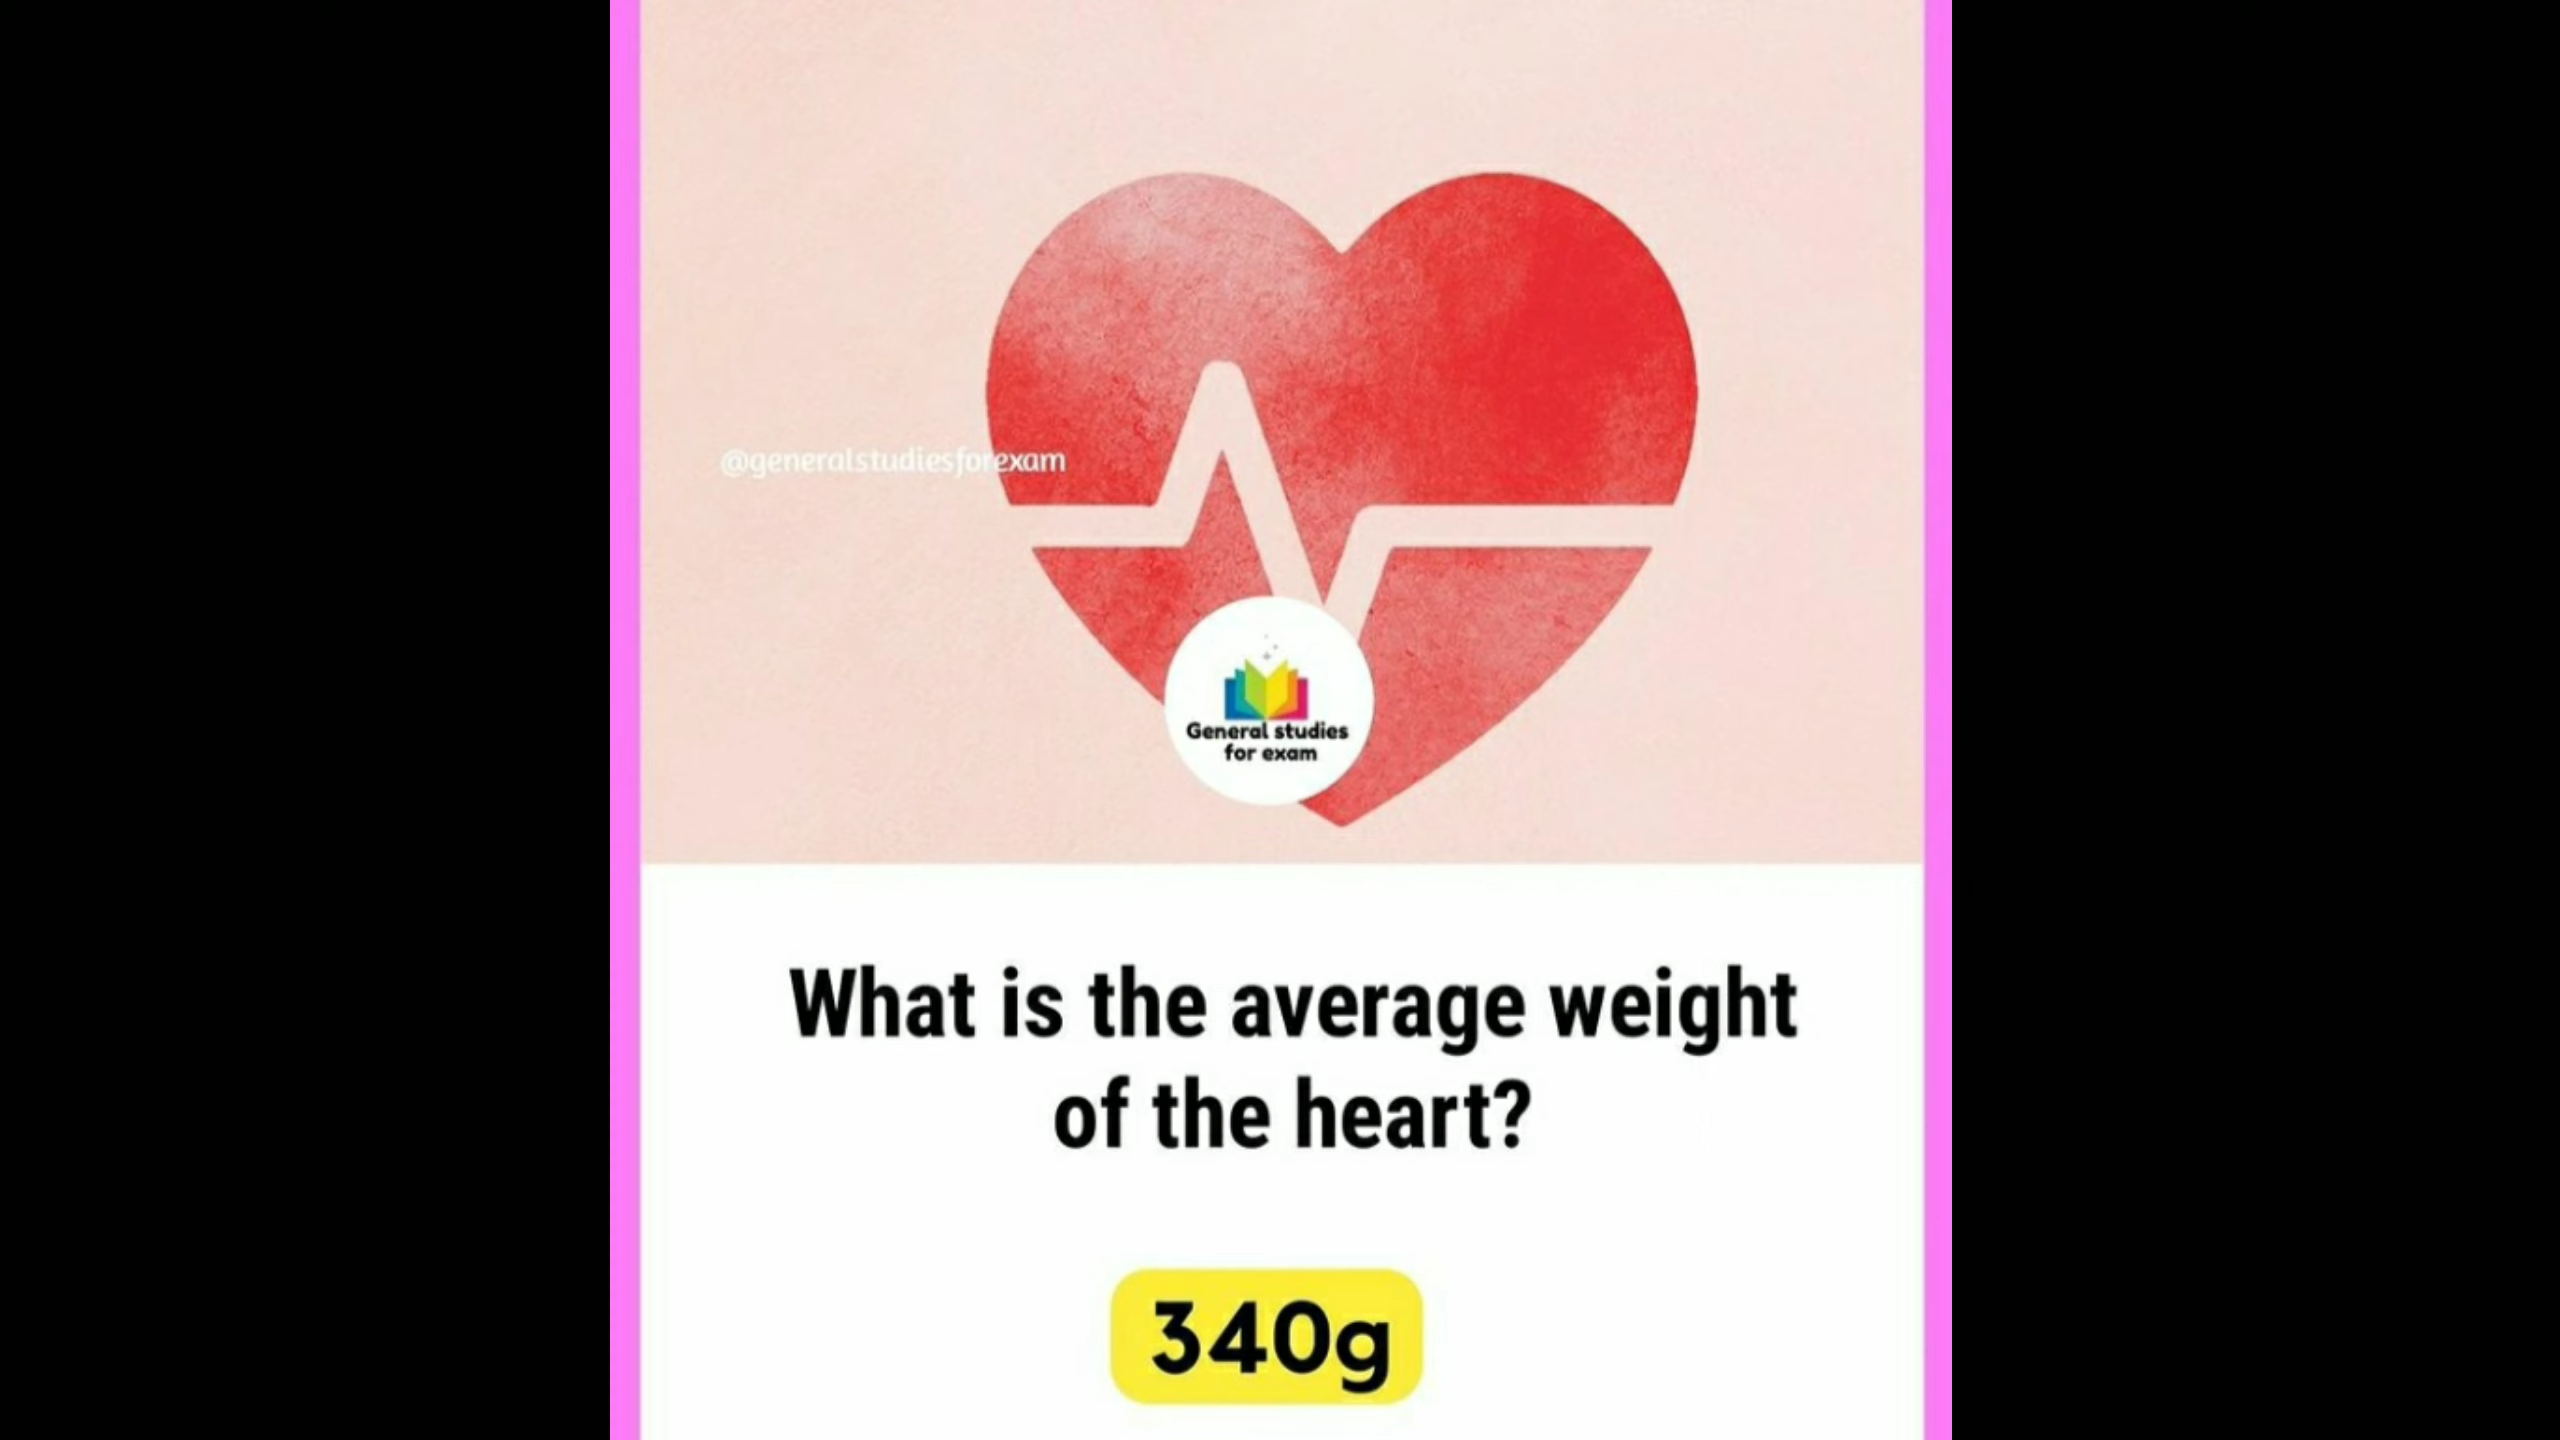 @generalstudiesforexam
General studies
for exam
What is the average weight
of the heart?
340g